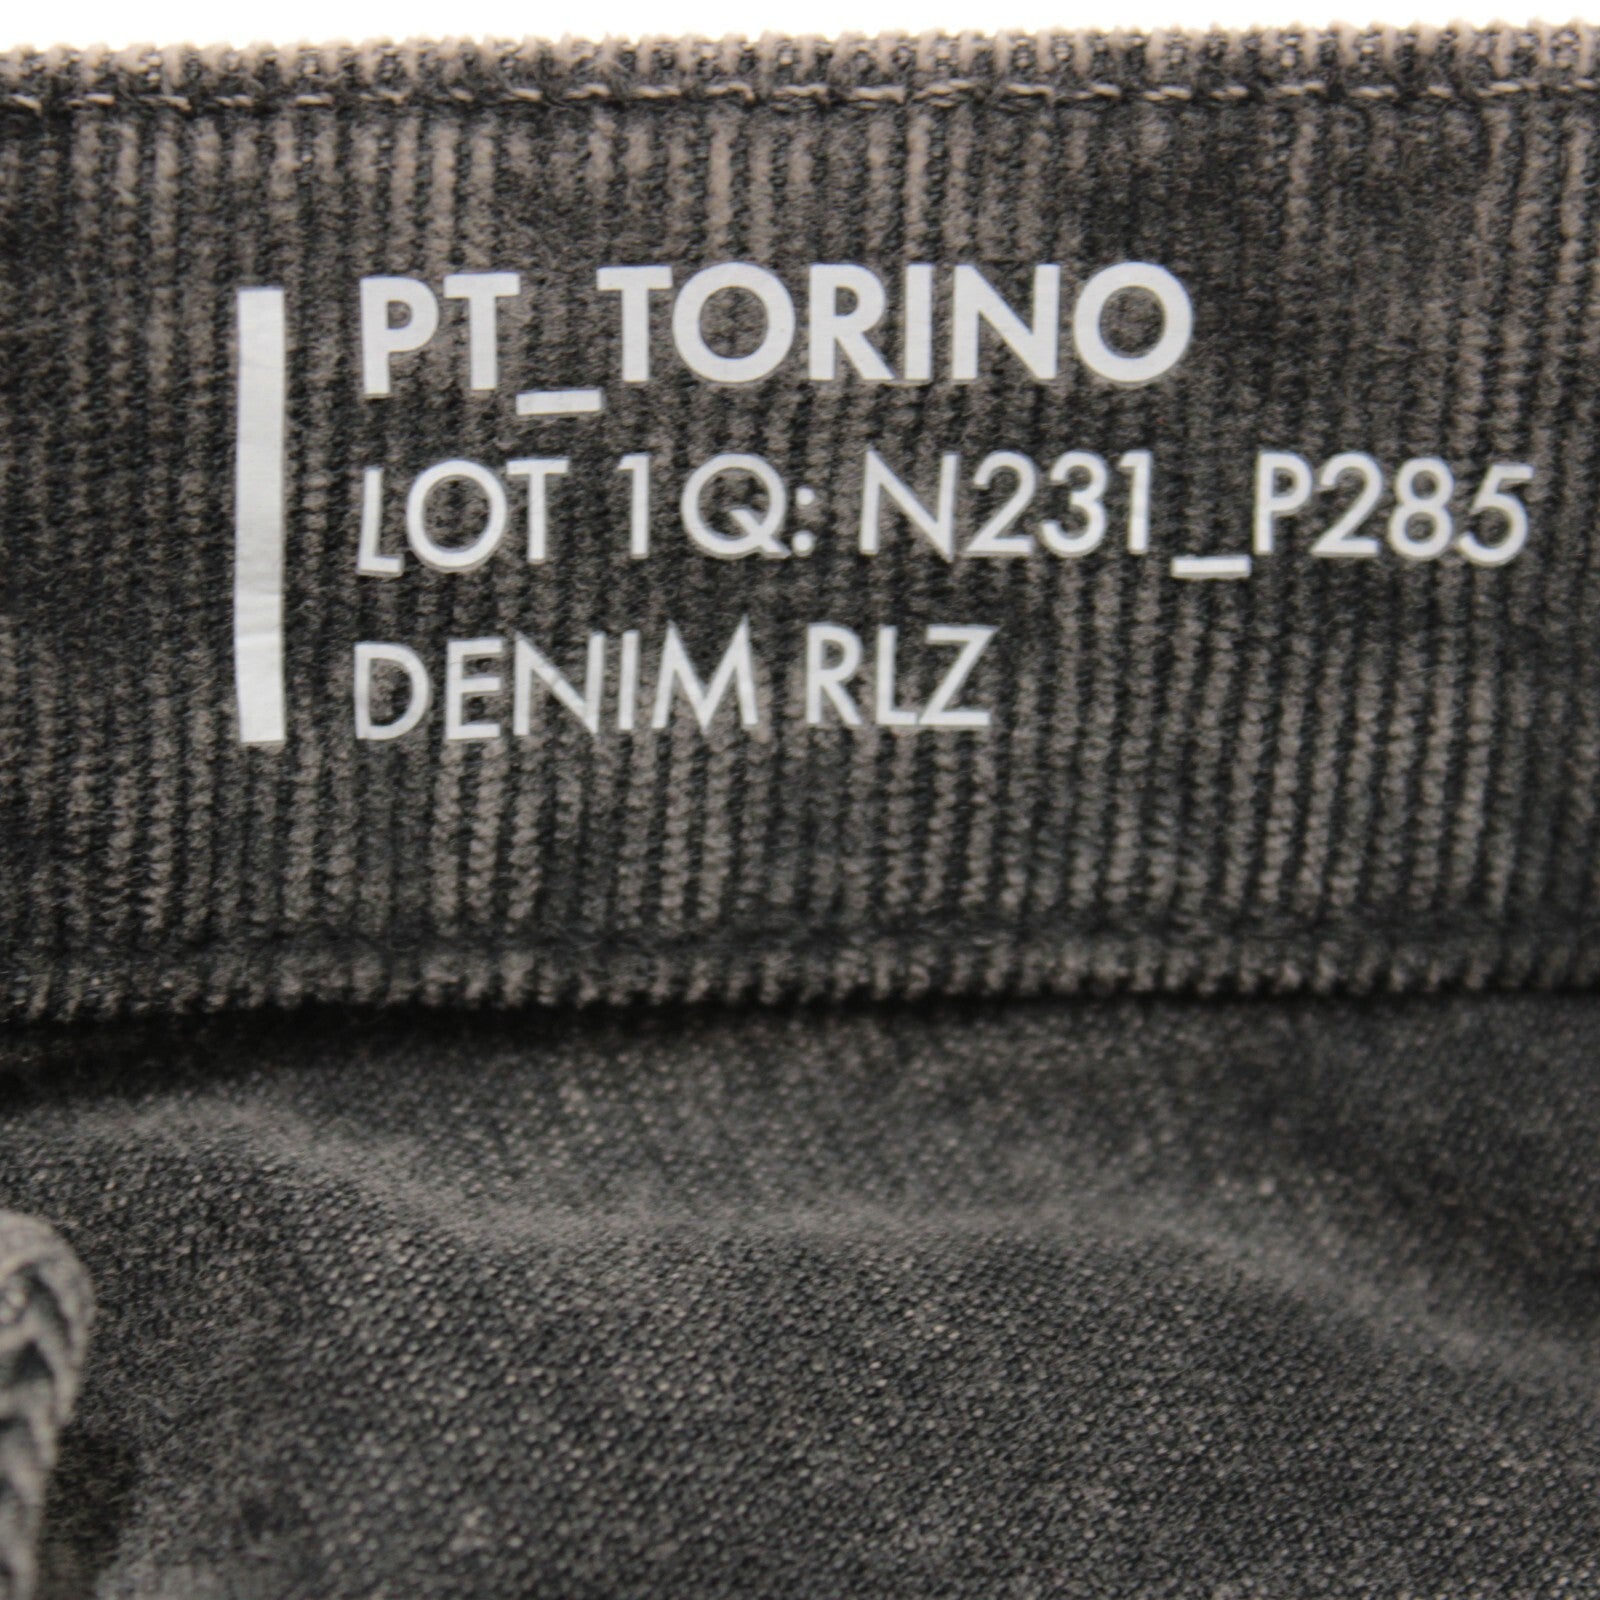 PT_TORINO
LOT 1Q: N231_P285
DENIM RLZ